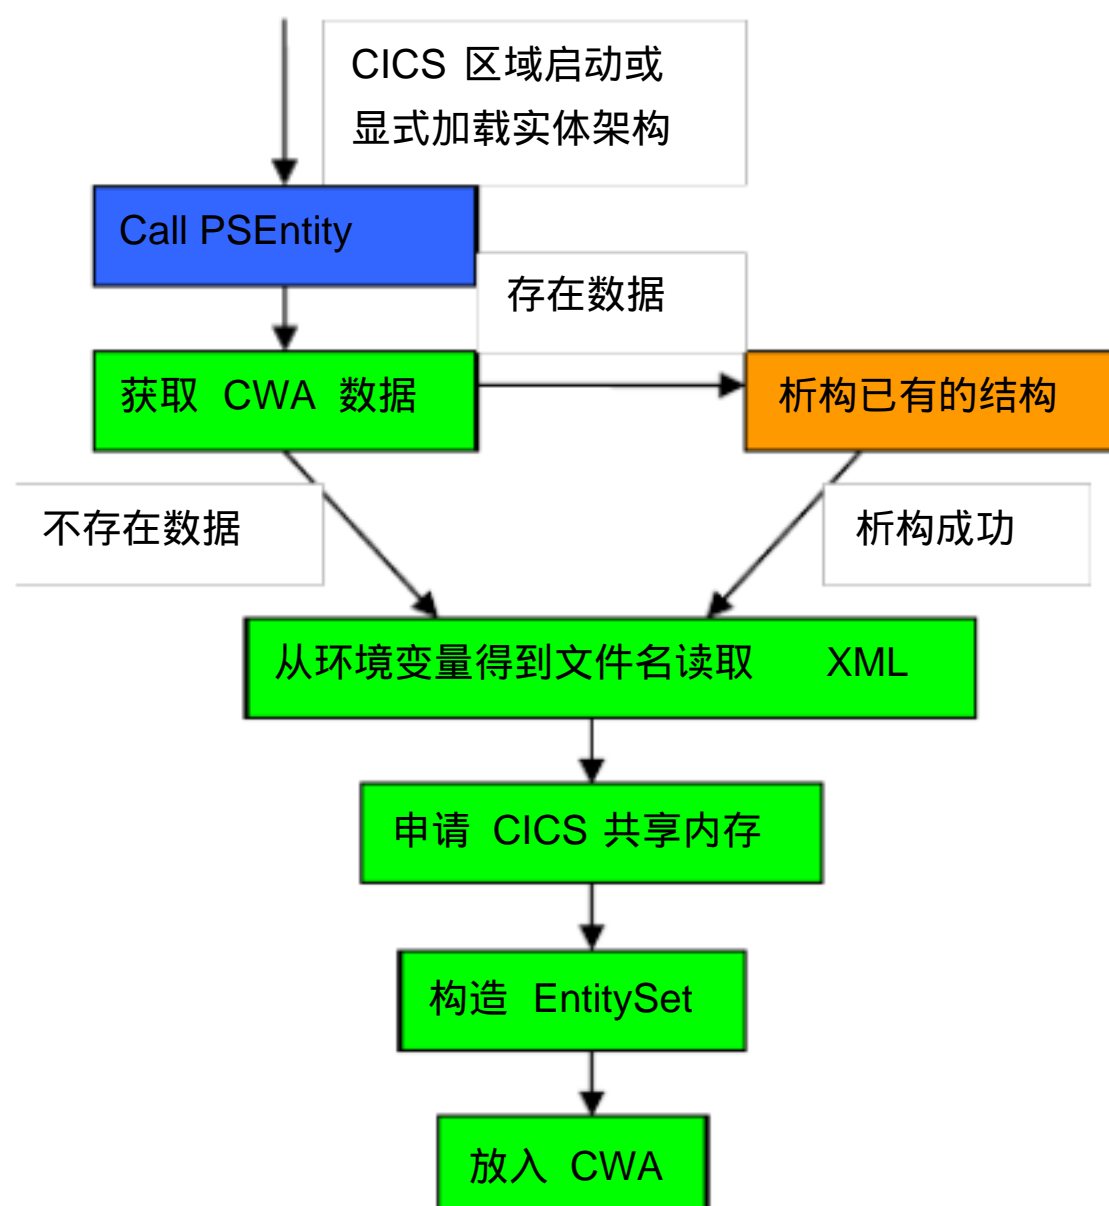 CICS 区域启动或
显式加载实体架构
Call PSEntity
存在数据
获取 CWA 数据
析构已有的结构
不存在数据
析构成功
从环境变量得到文件名读取 XML
申请 CICS 共享内存
构造 EntitySet
放入 CWA